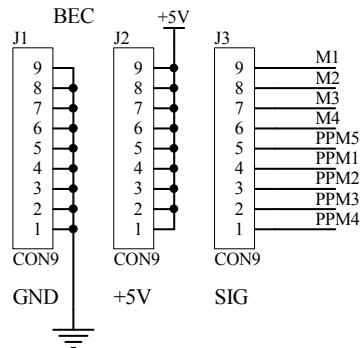 BEC
+5V
J1
J2
J3
9
8
7
6
5
4
3
2
1
9
8
7
6
5
4
3
2
1
9
8
7
6
5
4
3
2
1
M1
M2
M3
M4
PPM5
PPM1
PPM2
PPM3
PPM4
CON9
CON9
CON9
GND
+5V
SIG